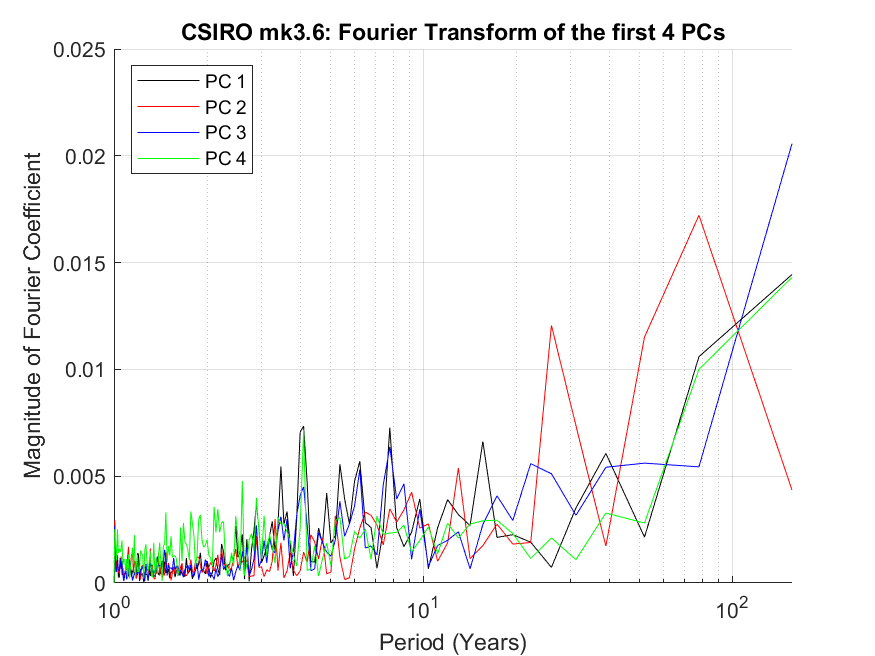 CSIRO mk3.6: Fourier Transform of the first 4 PCs
0.025
0.02
0.015
0.01
0.005
0
Magnitude of Fourier Coefficient
PC 1
PC 2
PC 3
PC 4
10^0
10^1
10^2
Period (Years)